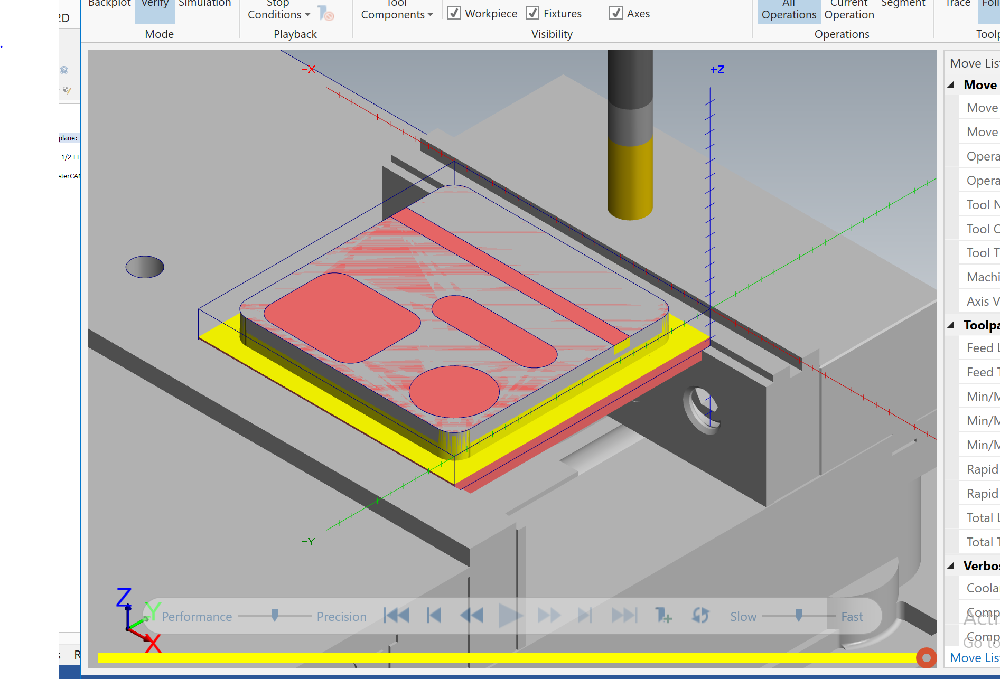 Backplot
Verify
Simulation
Mode
Stop
Conditions
Playback
Tool
Components
Workpiece
Fixtures
Axes
Visibility
All
Operations
Current
Operation
Segment
Operations
Trace
Foll
Toolp
2D
plane:
1/2 FL
sterCAM
-X
+Z
-Y
Z
Y
X
Performance
Precision
Slow
Fast
Move Lis
Move
Move
Move
Opera
Opera
Tool N
Tool C
Tool T
Machi
Axis V
Toolpa
Feed L
Feed T
Min/M
Min/M
Min/M
Rapid
Rapid
Total L
Total T
Verbos
Coola
Comp
Acti
Comp
Go to
Move Lis
s R